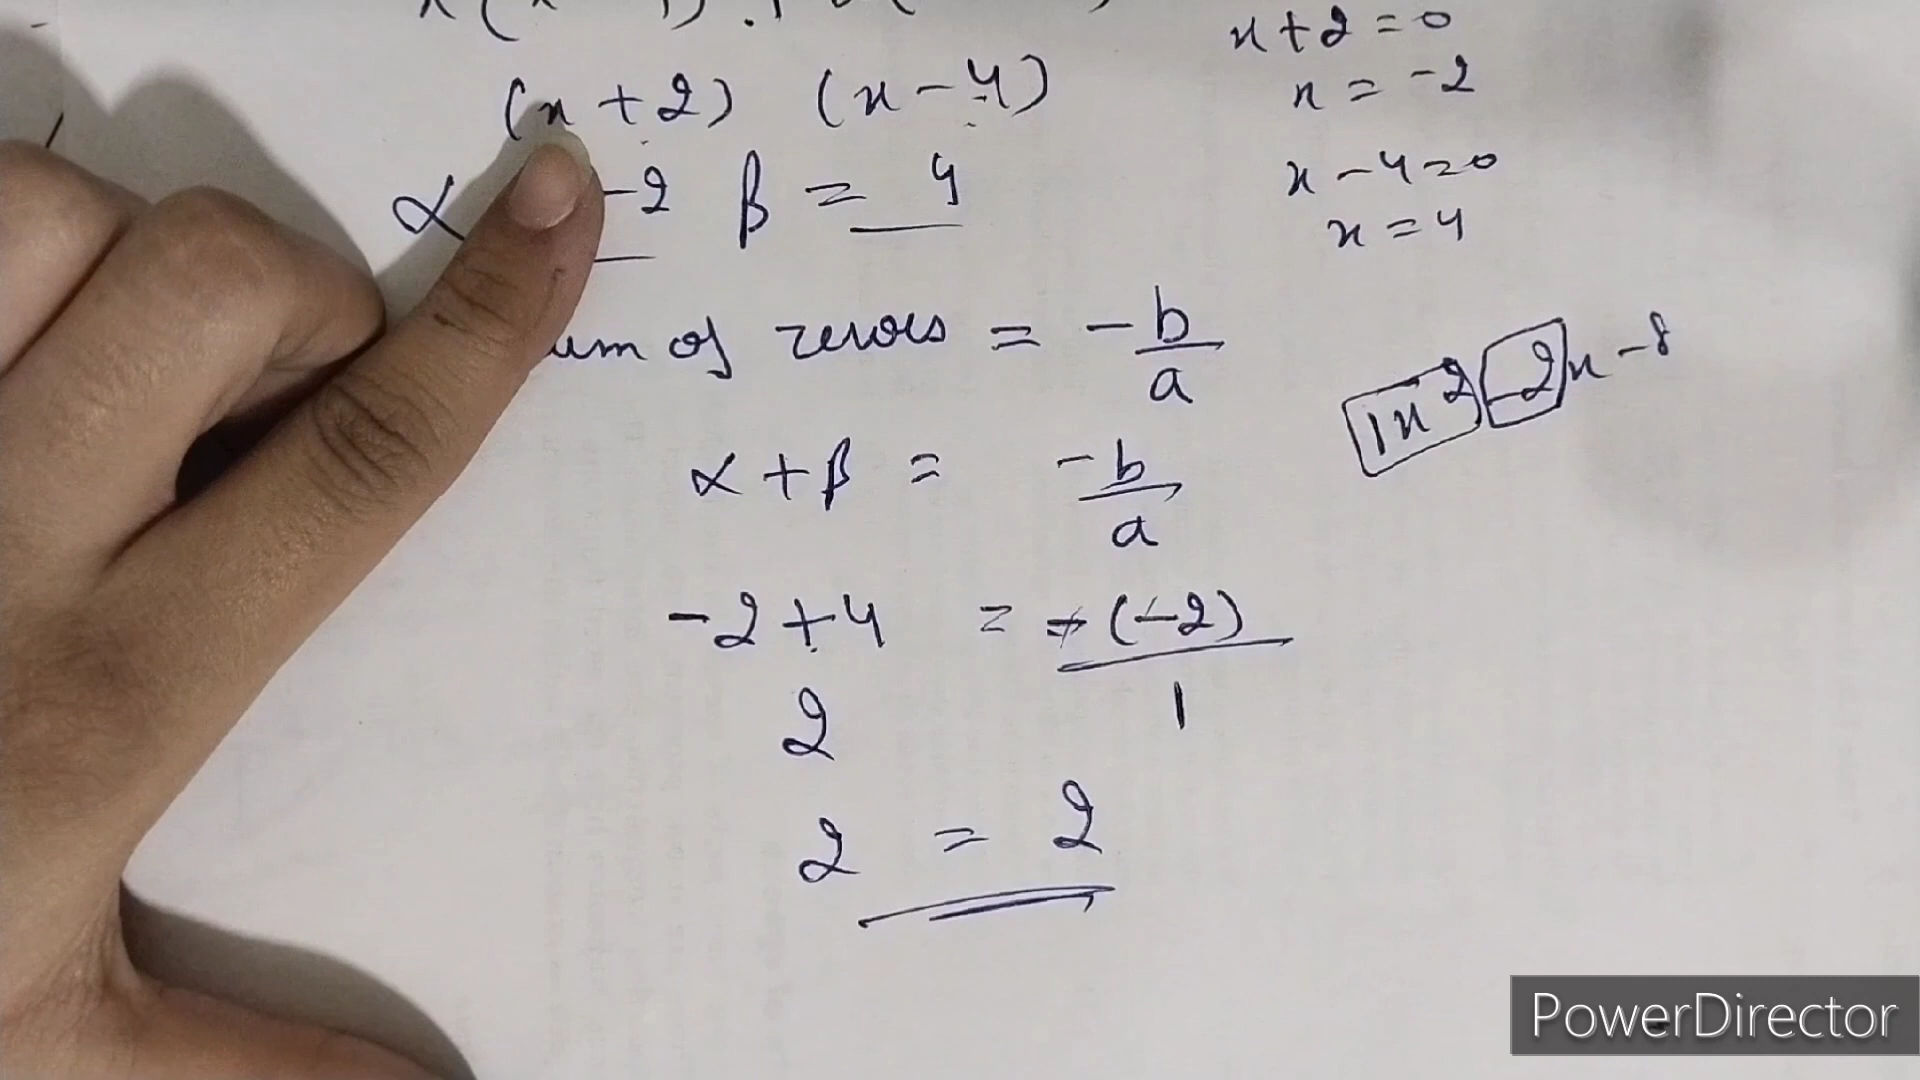 (x+2) (x-4)
x+2=0
x = -2
α -2 β = 4
x-4=0
x=4
um of zeroes = -b/a
1x² -2x-8
α+β = -b/a
-2+4 = -(-2)/1
2
2 = 2
PowerDirector